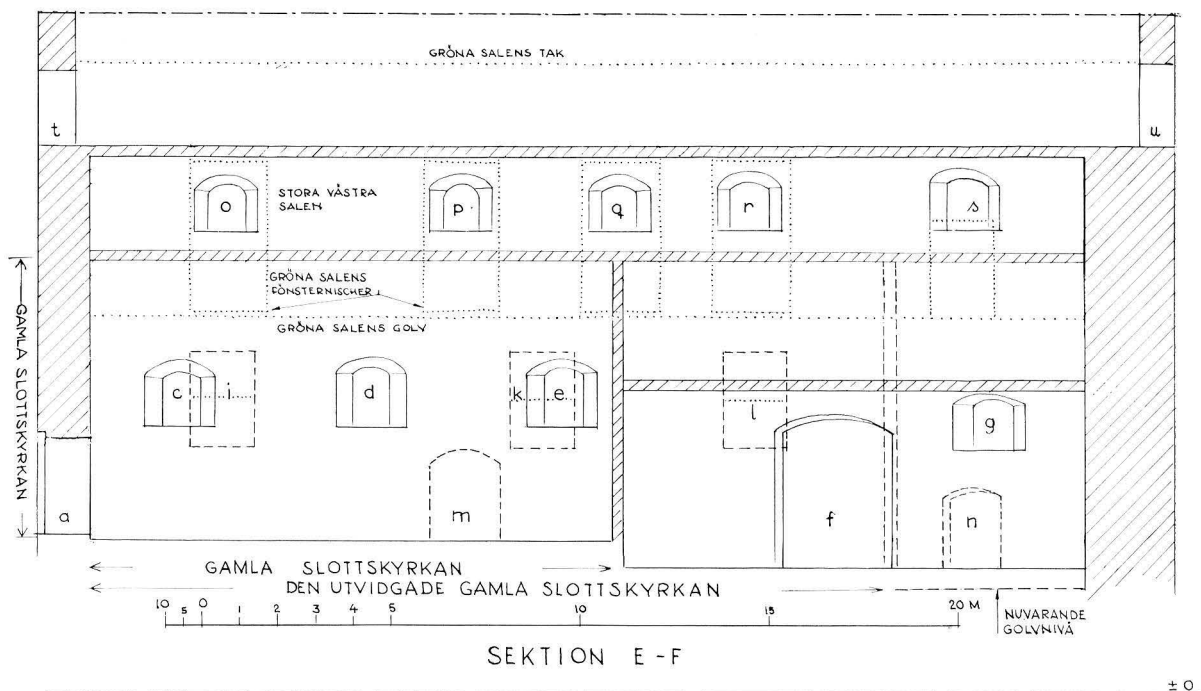 GRÖNA SALENS TAK
t
u
o
STORA VÄSTRA
SALEN
p
q
r
s
GRÖNA SALENS
FÖNSTERNISCHER
GRÖNA SALENS GOLV
GAMLA SLOTTSKYRKAN
c
i
d
k
e
l
g
a
m
f
n
GAMLA SLOTTSKYRKAN
DEN UTVIDGADE GAMLA SLOTTSKYRKAN
10 5 0 1 2 3 4 5 10 15 20 M
NUVARANDE
GOLVNIVÅ
SEKTION E-F
± 0